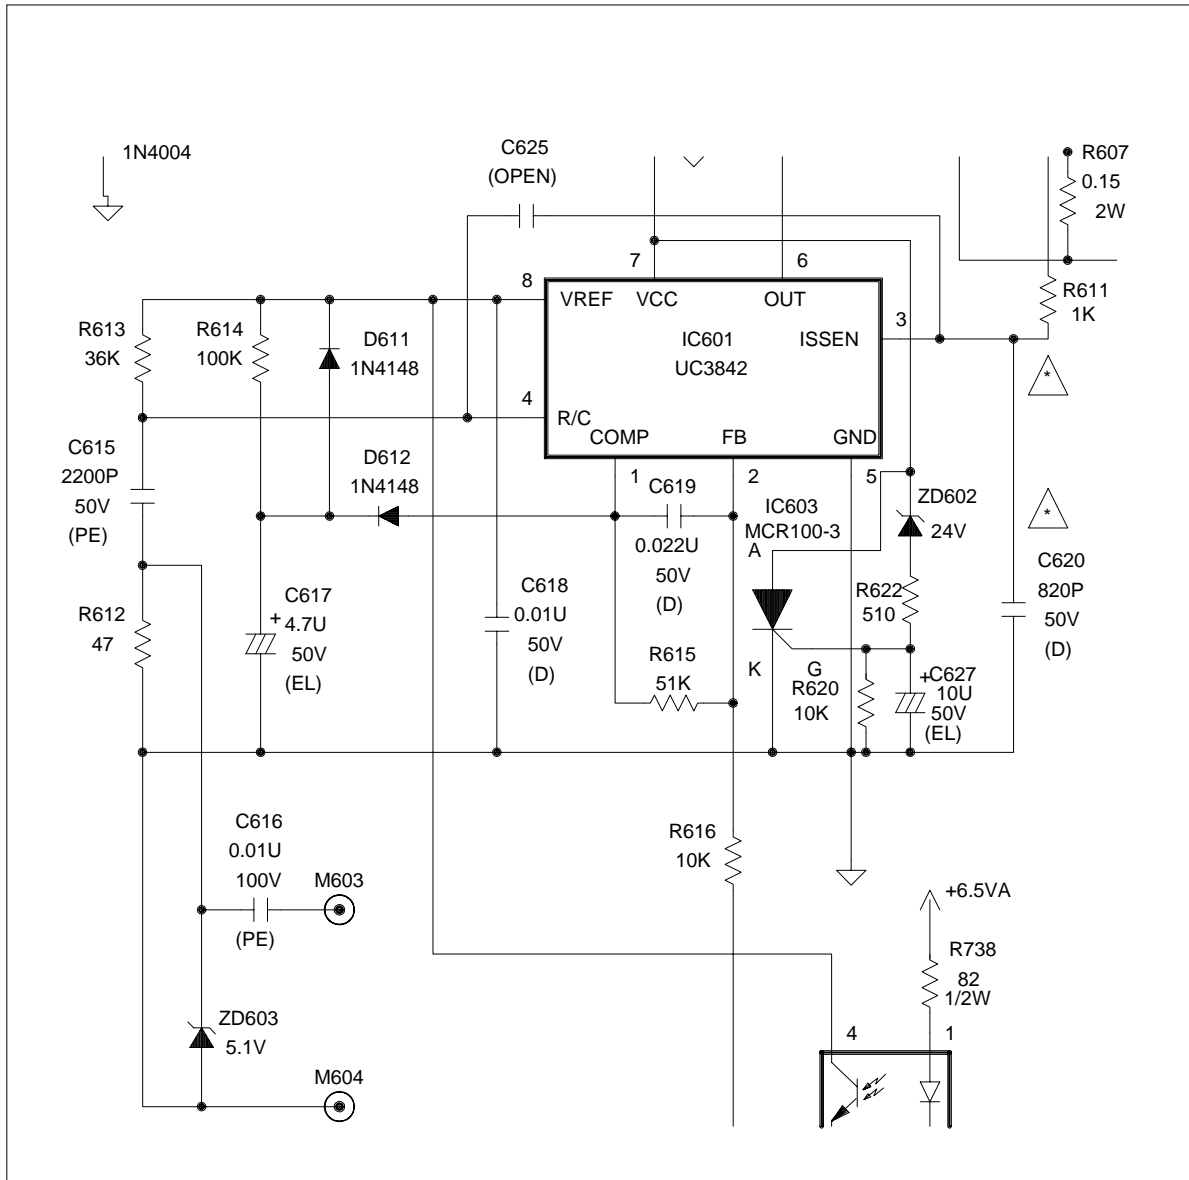 1N4004
C625
(OPEN)
R607
0.15
2W
7
6
8
VREF
VCC
OUT
R611
1K
3
R613
36K
R614
100K
D611
1N4148
IC601
UC3842
ISSEN
*
4
R/C
COMP
FB
GND
C615
2200P
50V
(PE)
D612
1N4148
1
C619
2
5
0.022U
50V
(D)
IC603
MCR100-3
A
ZD602
24V
*
C620
820P
50V
(D)
R612
47
+
C617
4.7U
50V
(EL)
C618
0.01U
50V
(D)
R622
510
R615
51K
K
G
R620
10K
+
C627
10U
50V
(EL)
C616
0.01U
100V
(PE)
M603
R616
10K
+6.5VA
R738
82
1/2W
ZD603
5.1V
4
1
M604